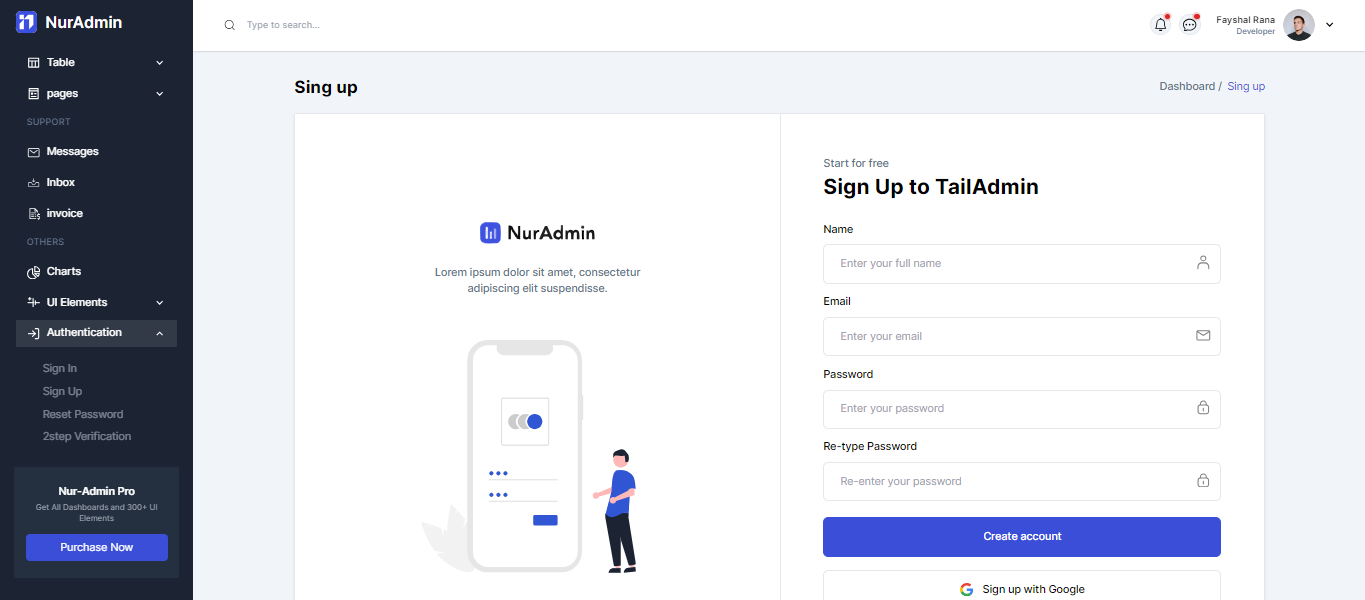 NurAdmin
Table
pages
SUPPORT
Messages
Inbox
invoice
OTHERS
Charts
UI Elements
Authentication
Sign In
Sign Up
Reset Password
2step Verification
Nur-Admin Pro
Get All Dashboards and 300+ UI
Elements
Purchase Now
Type to search...
Fayshal Rana
Developer
Sing up
Dashboard / Sing up
NurAdmin
Lorem ipsum dolor sit amet, consectetur
adipiscing elit suspendisse.
Start for free
Sign Up to TailAdmin
Name
Enter your full name
Email
Enter your email
Password
Enter your password
Re-type Password
Re-enter your password
Create account
Sign up with Google